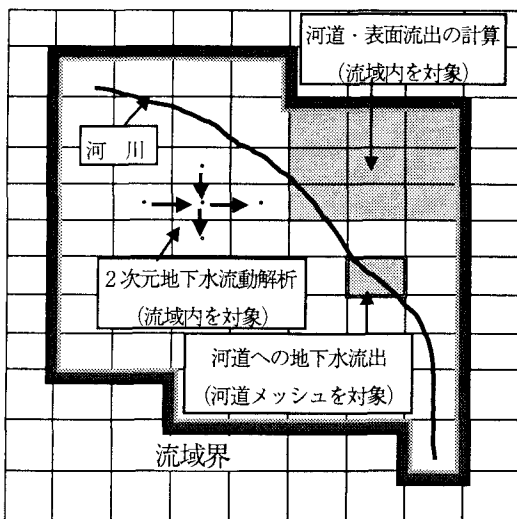 河道・表面流出の計算
(流域内を対象)
河　川
2次元地下水流動解析
(流域内を対象)
河道への地下水流出
(河道メッシュを対象)
流域界